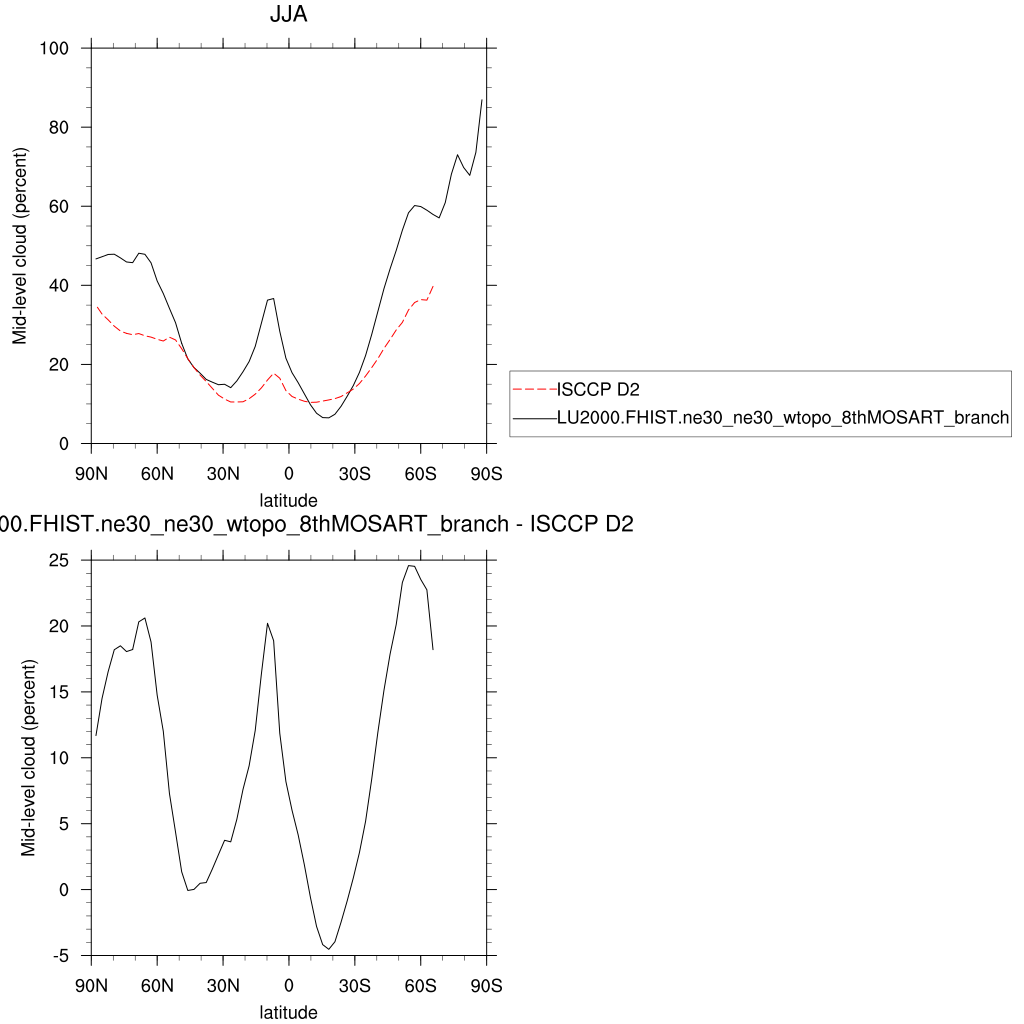 JJA
100
80
60
40
20
0
Mid-level cloud (percent)
90N 60N 30N 0 30S 60S 90S
latitude
ISCCP D2
LU2000.FHIST.ne30_ne30_wtopo_8thMOSART_branch
00.FHIST.ne30_ne30_wtopo_8thMOSART_branch - ISCCP D2
25
20
15
10
5
0
-5
Mid-level cloud (percent)
90N 60N 30N 0 30S 60S 90S
latitude